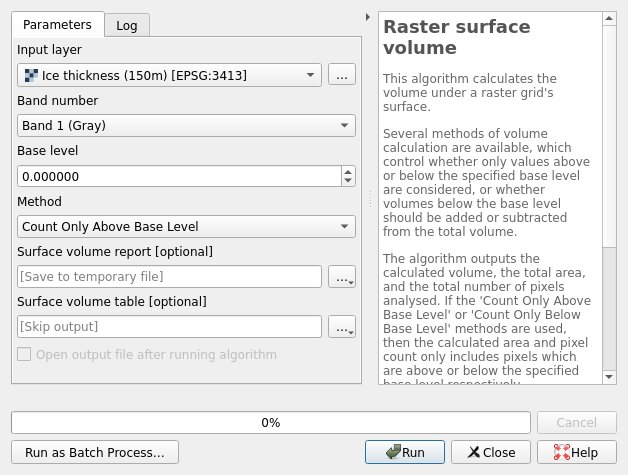 Parameters
Log
Input layer
Ice thickness (150m) [EPSG:3413]
...
Band number
Band 1 (Gray)
Base level
0.000000
Method
Count Only Above Base Level
Surface volume report [optional]
[Save to temporary file]
...
Surface volume table [optional]
[Skip output]
...
Open output file after running algorithm
Raster surface
volume
This algorithm calculates the
volume under a raster grid's
surface.
Several methods of volume
calculation are available, which
control whether only values above
or below the specified base level
are considered, or whether
volumes below the base level
should be added or subtracted
from the total volume.
The algorithm outputs the
calculated volume, the total area,
and the total number of pixels
analysed. If the 'Count Only Above
Base Level' or 'Count Only Below
Base Level' methods are used,
then the calculated area and pixel
count only includes pixels which
are above or below the specified
base level respectively.
0%
Cancel
Run as Batch Process...
Run
Close
Help